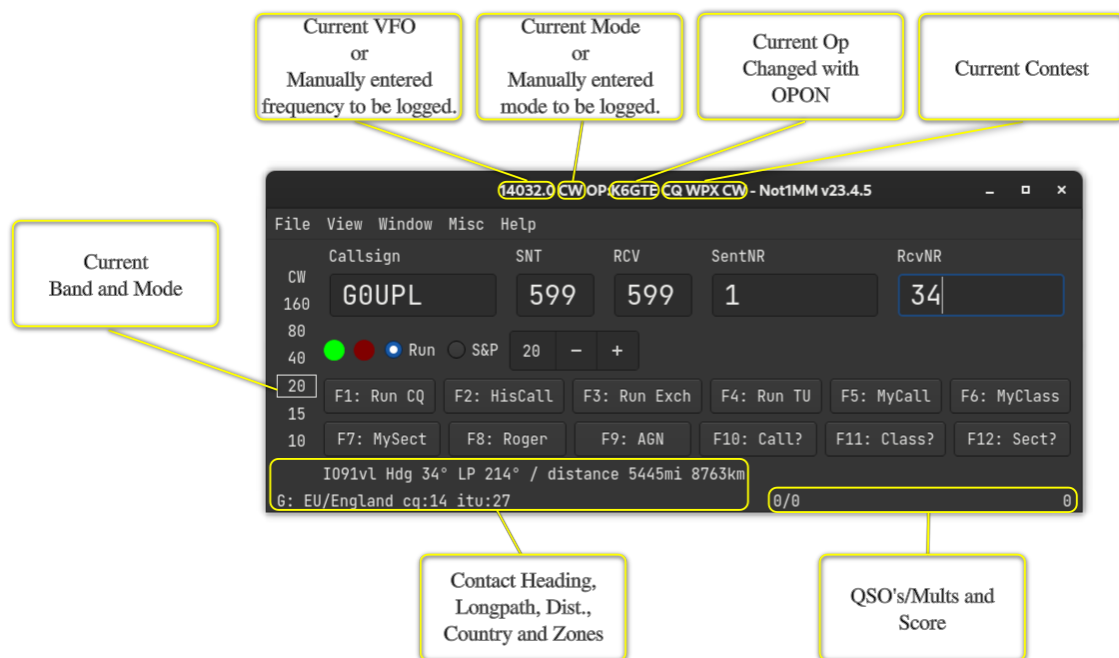 Current VFO
or
Manually entered
frequency to be logged.
Current Mode
or
Manually entered
mode to be logged.
Current Op
Changed with
OPON
Current Contest
14032.0 CW OP:K6GTE CQ WPX CW - Not1MM v23.4.5
File View Window Misc Help
Callsign SNT RCV SentNR RcvNR
CW
160
80
40
20
15
10
G0UPL 599 599 1 34
Run S&P 20 − +
F1: Run CQ F2: HisCall F3: Run Exch F4: Run TU F5: MyCall F6: MyClass
F7: MySect F8: Roger F9: AGN F10: Call? F11: Class? F12: Sect?
IO91vl Hdg 34° LP 214° / distance 5445mi 8763km
G: EU/England cq:14 itu:27
0/0 0
Current
Band and Mode
Contact Heading,
Longpath, Dist.,
Country and Zones
QSO's/Mults and
Score